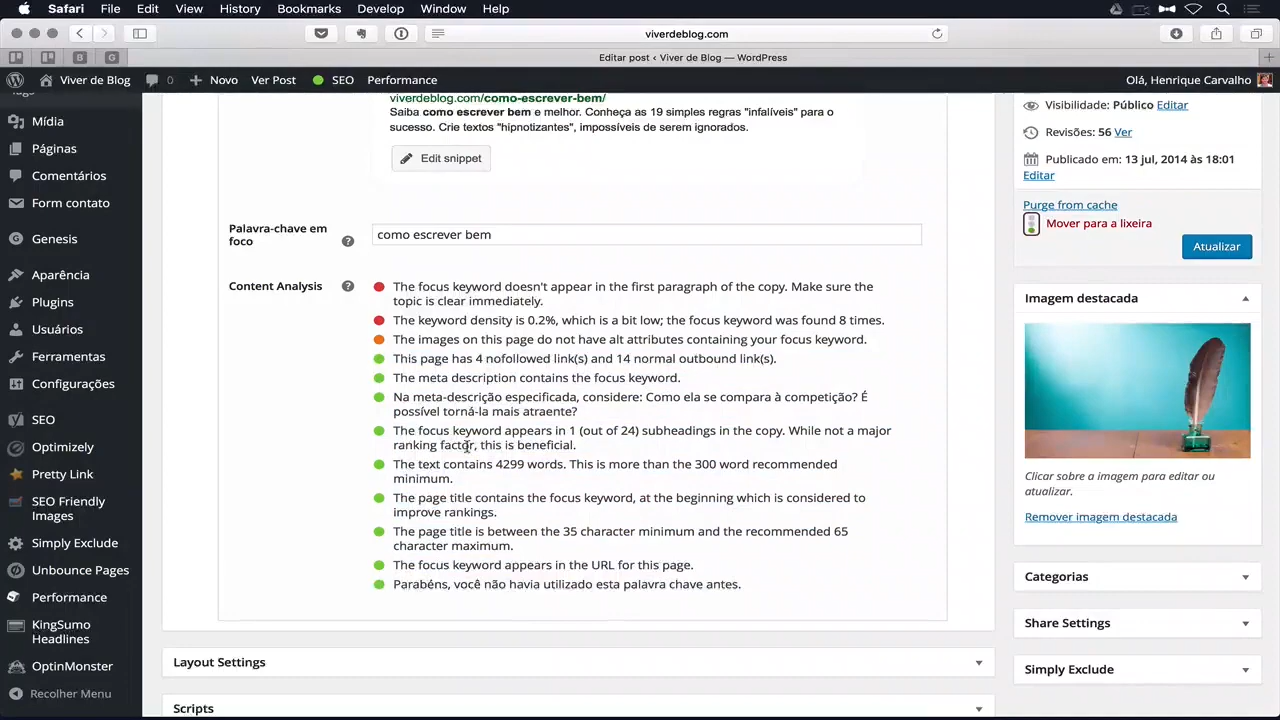 Safari File Edit View History Bookmarks Develop Window Help
viverdeblog.com
Editar post ‹ Viver de Blog — WordPress
Viver de Blog 0 Novo Ver Post SEO Performance Olá, Henrique Carvalho
Mídia
Páginas
Comentários
Form contato
Genesis
Aparência
Plugins
Usuários
Ferramentas
Configurações
SEO
Optimizely
Pretty Link
SEO Friendly
Images
Simply Exclude
Unbounce Pages
Performance
KingSumo
Headlines
OptinMonster
Recolher Menu
viverdeblog.com/como-escrever-bem/
Saiba como escrever bem e melhor. Conheça as 19 simples regras "infalíveis" para o
sucesso. Crie textos "hipnotizantes", impossíveis de serem ignorados.
Edit snippet
Palavra-chave em
foco
como escrever bem
Content Analysis
The focus keyword doesn't appear in the first paragraph of the copy. Make sure the
topic is clear immediately.
The keyword density is 0.2%, which is a bit low; the focus keyword was found 8 times.
The images on this page do not have alt attributes containing your focus keyword.
This page has 4 nofollowed link(s) and 14 normal outbound link(s).
The meta description contains the focus keyword.
Na meta-descrição especificada, considere: Como ela se compara à competição? É
possível torná-la mais atraente?
The focus keyword appears in 1 (out of 24) subheadings in the copy. While not a major
ranking factor, this is beneficial.
The text contains 4299 words. This is more than the 300 word recommended
minimum.
The page title contains the focus keyword, at the beginning which is considered to
improve rankings.
The page title is between the 35 character minimum and the recommended 65
character maximum.
The focus keyword appears in the URL for this page.
Parabéns, você não havia utilizado esta palavra chave antes.
Layout Settings
Scripts
Visibilidade: Público Editar
Revisões: 56 Ver
Publicado em: 13 jul, 2014 às 18:01
Editar
Purge from cache
Mover para a lixeira
Atualizar
Imagem destacada
Clicar sobre a imagem para editar ou
atualizar.
Remover imagem destacada
Categorias
Share Settings
Simply Exclude